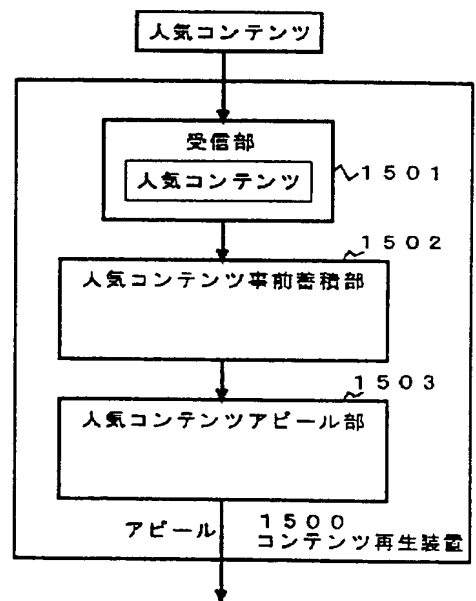 人気コンテンツ
受信部
人気コンテンツ
1501
1502
人気コンテンツ事前蓄積部
1503
人気コンテンツアピール部
アピール
1500
コンテンツ再生装置